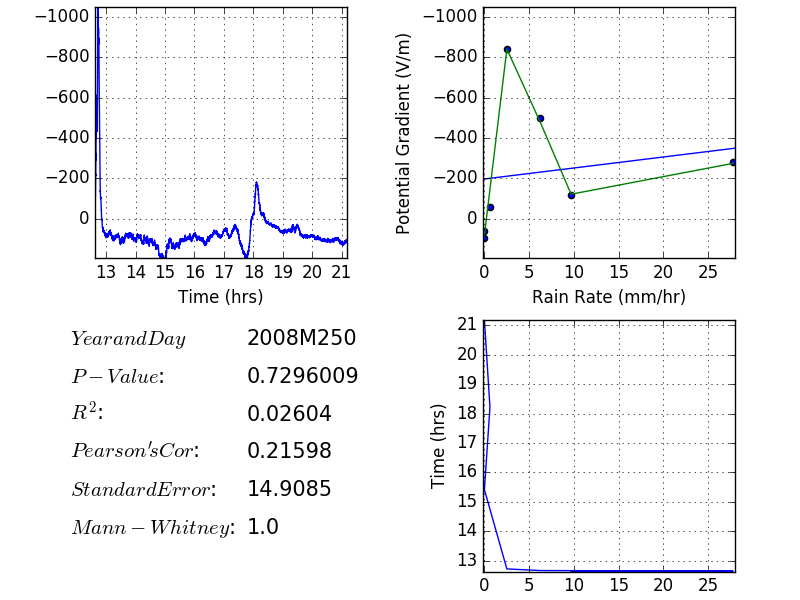 −1000
−800
−600
−400
−200
0
13 14 15 16 17 18 19 20 21
Time (hrs)
Potential Gradient (V/m)
−1000
−800
−600
−400
−200
0
0 5 10 15 20 25
Rain Rate (mm/hr)
YearandDay 2008M250
P−Value: 0.7296009
R²: 0.02604
Pearson'sCor: 0.21598
StandardError: 14.9085
Mann−Whitney: 1.0
Time (hrs)
21
20
19
18
17
16
15
14
13
0 5 10 15 20 25